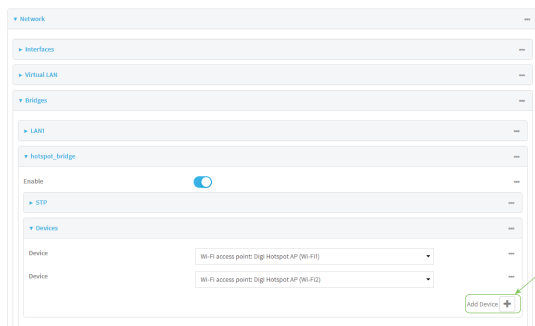 Network
Interfaces
Virtual LAN
Bridges
LAN1
hotspot_bridge
Enable
STP
Devices
Device Wi-Fi access point: Digi Hotspot AP (Wi-Fi1)
Device Wi-Fi access point: Digi Hotspot AP (Wi-Fi2)
Add Device